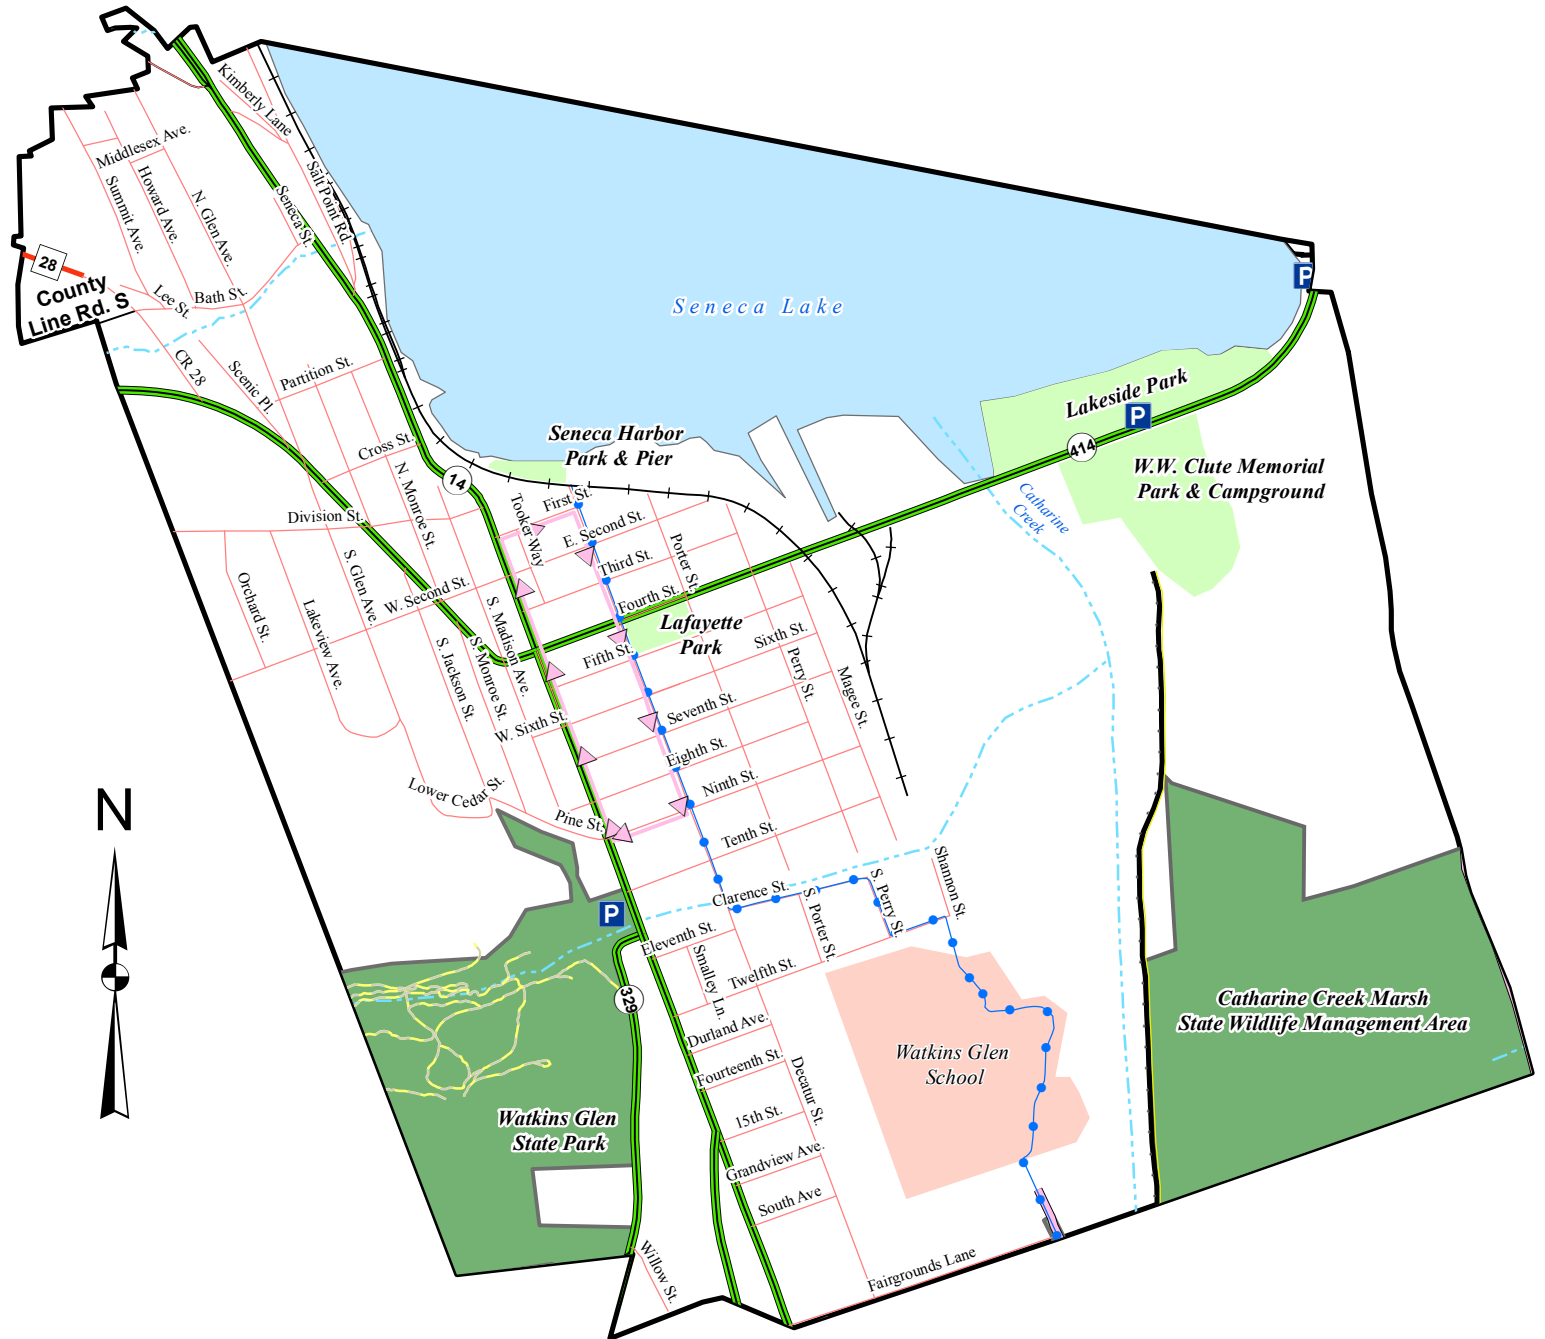 Kimberly Lane
Middlesex Ave.
Summit Ave.
Howard Ave.
N. Glen Ave.
Seneca St.
Salt Point Rd.
28
County
Line Rd. S
Lee St.
Bath St.
CR 28
Scenic Pl.
Partition St.
Cross St.
Seneca Lake
P
Lakeside Park
P
414
W.W. Clute Memorial
Park & Campground
Seneca Harbor
Park & Pier
14
N. Monroe St.
Division St.
Tooker Way
First St.
E. Second St.
Third St.
Fourth St.
Porter St.
Catharine
Creek
Orchard St.
Lakeview Ave.
S. Glen Ave.
W. Second St.
S. Madison Ave.
S. Monroe St.
S. Jackson St.
Lafayette
Park
Fifth St.
Sixth St.
Perry St.
Magee St.
W. Sixth St.
Seventh St.
Eighth St.
Ninth St.
Lower Cedar St.
Pine St.
Tenth St.
N
Clarence St.
S. Porter St.
S. Perry St.
Shannon St.
P
Eleventh St.
Smalley Ln.
Twelfth St.
329
Durland Ave.
Fourteenth St.
Decatur St.
15th St.
Grandview Ave.
South Ave
Watkins Glen
School
Catharine Creek Marsh
State Wildlife Management Area
Watkins Glen
State Park
Willow St.
Fairgrounds Lane